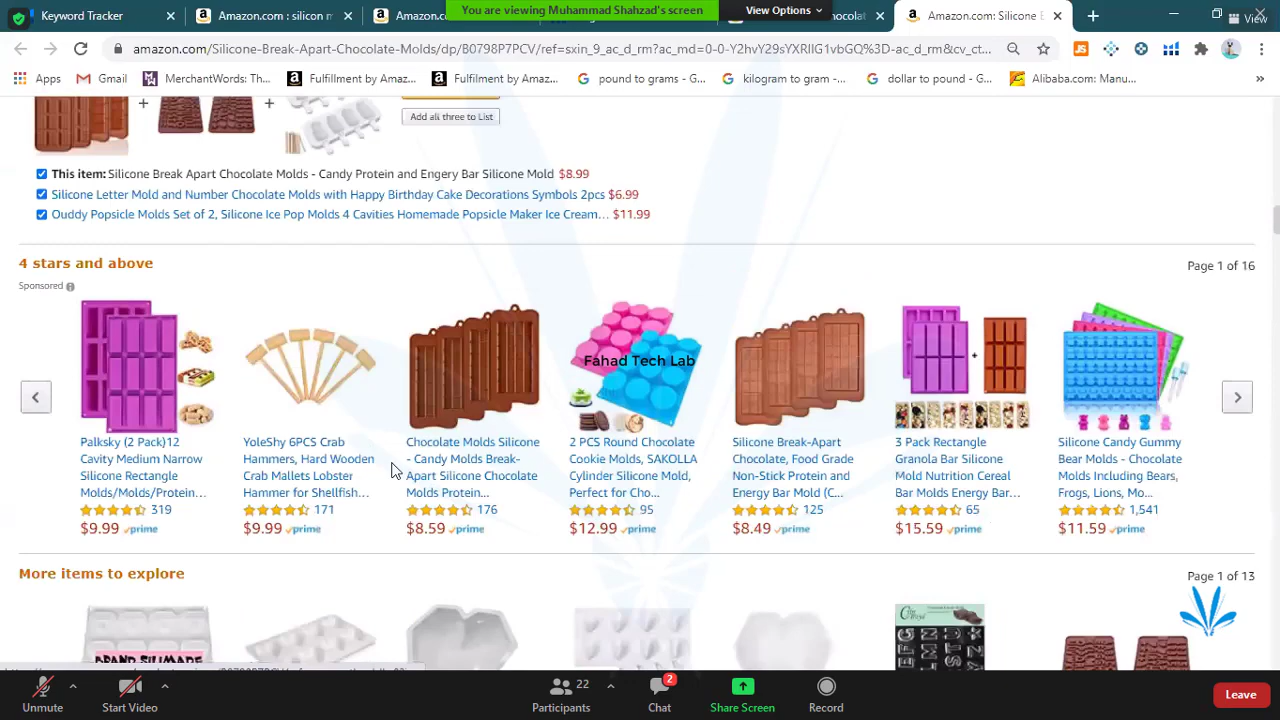 Keyword Tracker
Amazon.com : silicon m
Amazon.co
You are viewing Muhammad Shahzad's screen
View Options
hocolat
Amazon.com: Silicone E
View
amazon.com/Silicone-Break-Apart-Chocolate-Molds/dp/B0798P7PCV/ref=sxin_9_ac_d_rm?ac_md=0-0-Y2hvY29sYXRlIG1vbGQ%3D-ac_d_rm&cv_ct...
Apps
Gmail
MerchantWords: Th...
Fulfillment by Amaz...
Fulfilment by Amaz...
pound to grams - G...
kilogram to gram -...
dollar to pound - G...
Alibaba.com: Manu...
»
Add all three to List
This item: Silicone Break Apart Chocolate Molds - Candy Protein and Engery Bar Silicone Mold $8.99
Silicone Letter Mold and Number Chocolate Molds with Happy Birthday Cake Decorations Symbols 2pcs $6.99
Ouddy Popsicle Molds Set of 2, Silicone Ice Pop Molds 4 Cavities Homemade Popsicle Maker Ice Cream... $11.99
4 stars and above
Page 1 of 16
Sponsored
Fahad Tech Lab
Palksky (2 Pack)12
Cavity Medium Narrow
Silicone Rectangle
Molds/Molds/Protein...
319
$9.99 prime
YoleShy 6PCS Crab
Hammers, Hard Wooden
Crab Mallets Lobster
Hammer for Shellfish...
171
$9.99 prime
Chocolate Molds Silicone
- Candy Molds Break-
Apart Silicone Chocolate
Molds Protein...
176
$8.59 prime
2 PCS Round Chocolate
Cookie Molds, SAKOLLA
Cylinder Silicone Mold,
Perfect for Cho...
95
$12.99 prime
Silicone Break-Apart
Chocolate, Food Grade
Non-Stick Protein and
Energy Bar Mold (C...
125
$8.49 prime
3 Pack Rectangle
Granola Bar Silicone
Mold Nutrition Cereal
Bar Molds Energy Bar...
65
$15.59 prime
Silicone Candy Gummy
Bear Molds - Chocolate
Molds Including Bears,
Frogs, Lions, Mo...
1,541
$11.59 prime
More items to explore
Page 1 of 13
Unmute
Start Video
22
Participants
2
Chat
Share Screen
Record
Leave